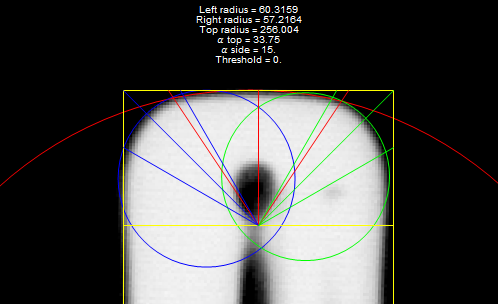 Left radius = 60.3159
Right radius = 57.2164
Top radius = 256.004
α top = 33.75
α side = 15.
Threshold = 0.